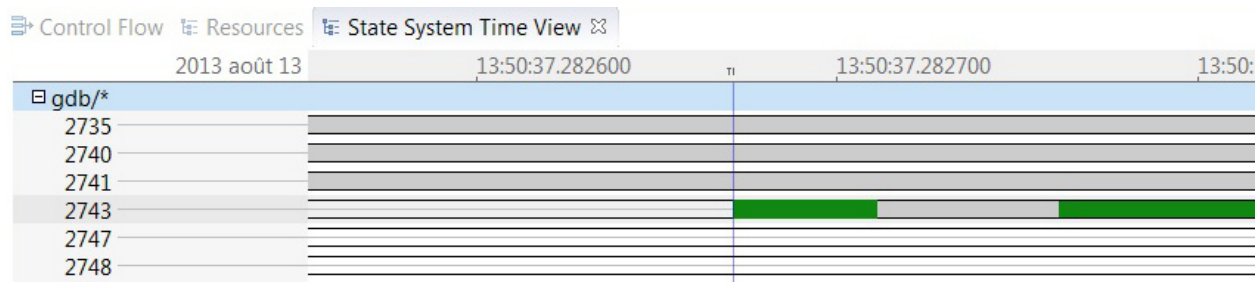 Control Flow Resources State System Time View
2013 août 13 13:50:37.282600 TI 13:50:37.282700 13:50:
gdb/*
2735
2740
2741
2743
2747
2748